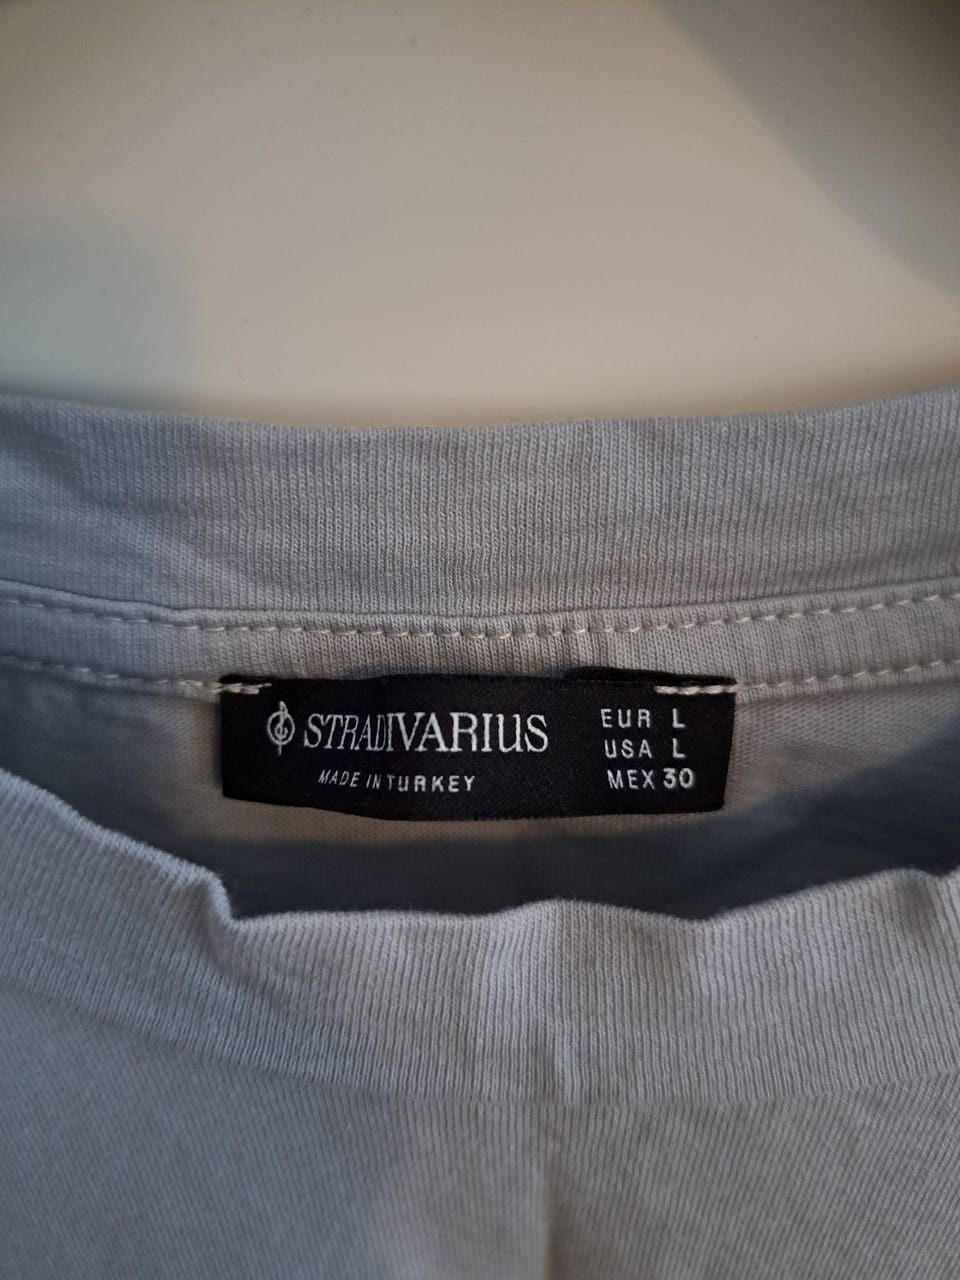 STRADIVARIUS
MADE IN TURKEY
EUR L
USA L
MEX 30